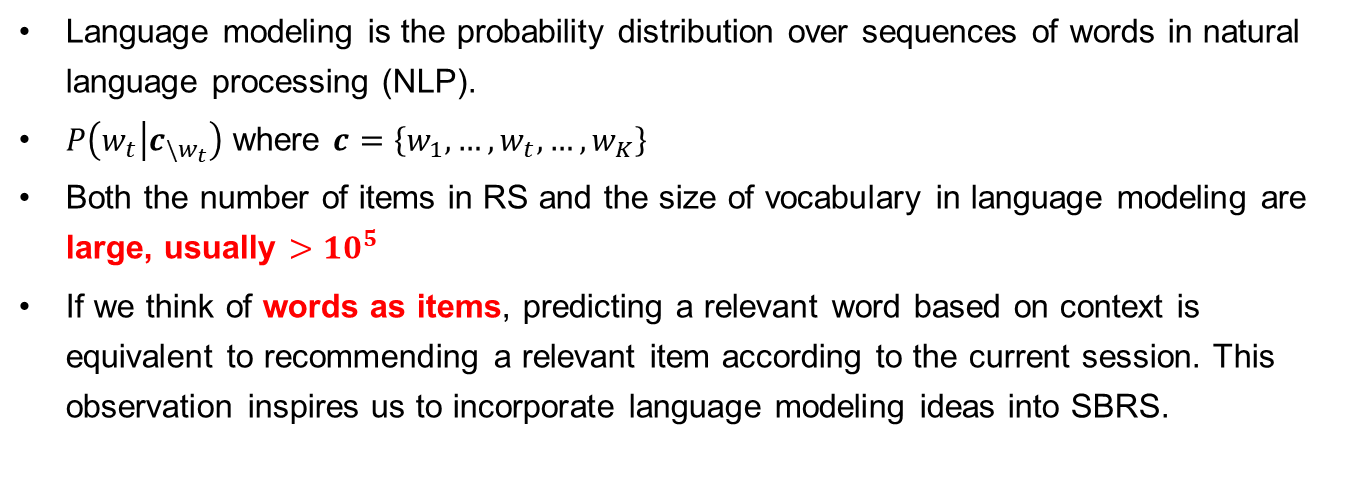 • Language modeling is the probability distribution over sequences of words in natural
language processing (NLP).
• P(w_t|c_{\w_t}) where c = {w_1, … , w_t, … , w_K}
• Both the number of items in RS and the size of vocabulary in language modeling are
large, usually > 10^5
• If we think of words as items, predicting a relevant word based on context is
equivalent to recommending a relevant item according to the current session. This
observation inspires us to incorporate language modeling ideas into SBRS.